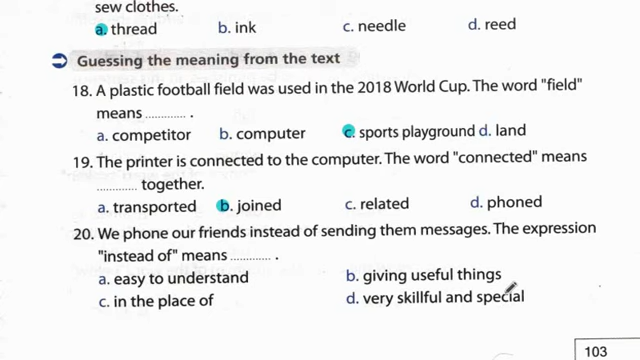 sew clothes.
a. thread b. ink c. needle d. reed
Guessing the meaning from the text
18. A plastic football field was used in the 2018 World Cup. The word "field"
means ............. .
a. competitor b. computer c. sports playground d. land
19. The printer is connected to the computer. The word "connected" means
............. together.
a. transported b. joined c. related d. phoned
20. We phone our friends instead of sending them messages. The expression
"instead of" means ............. .
a. easy to understand b. giving useful things
c. in the place of d. very skillful and special
103